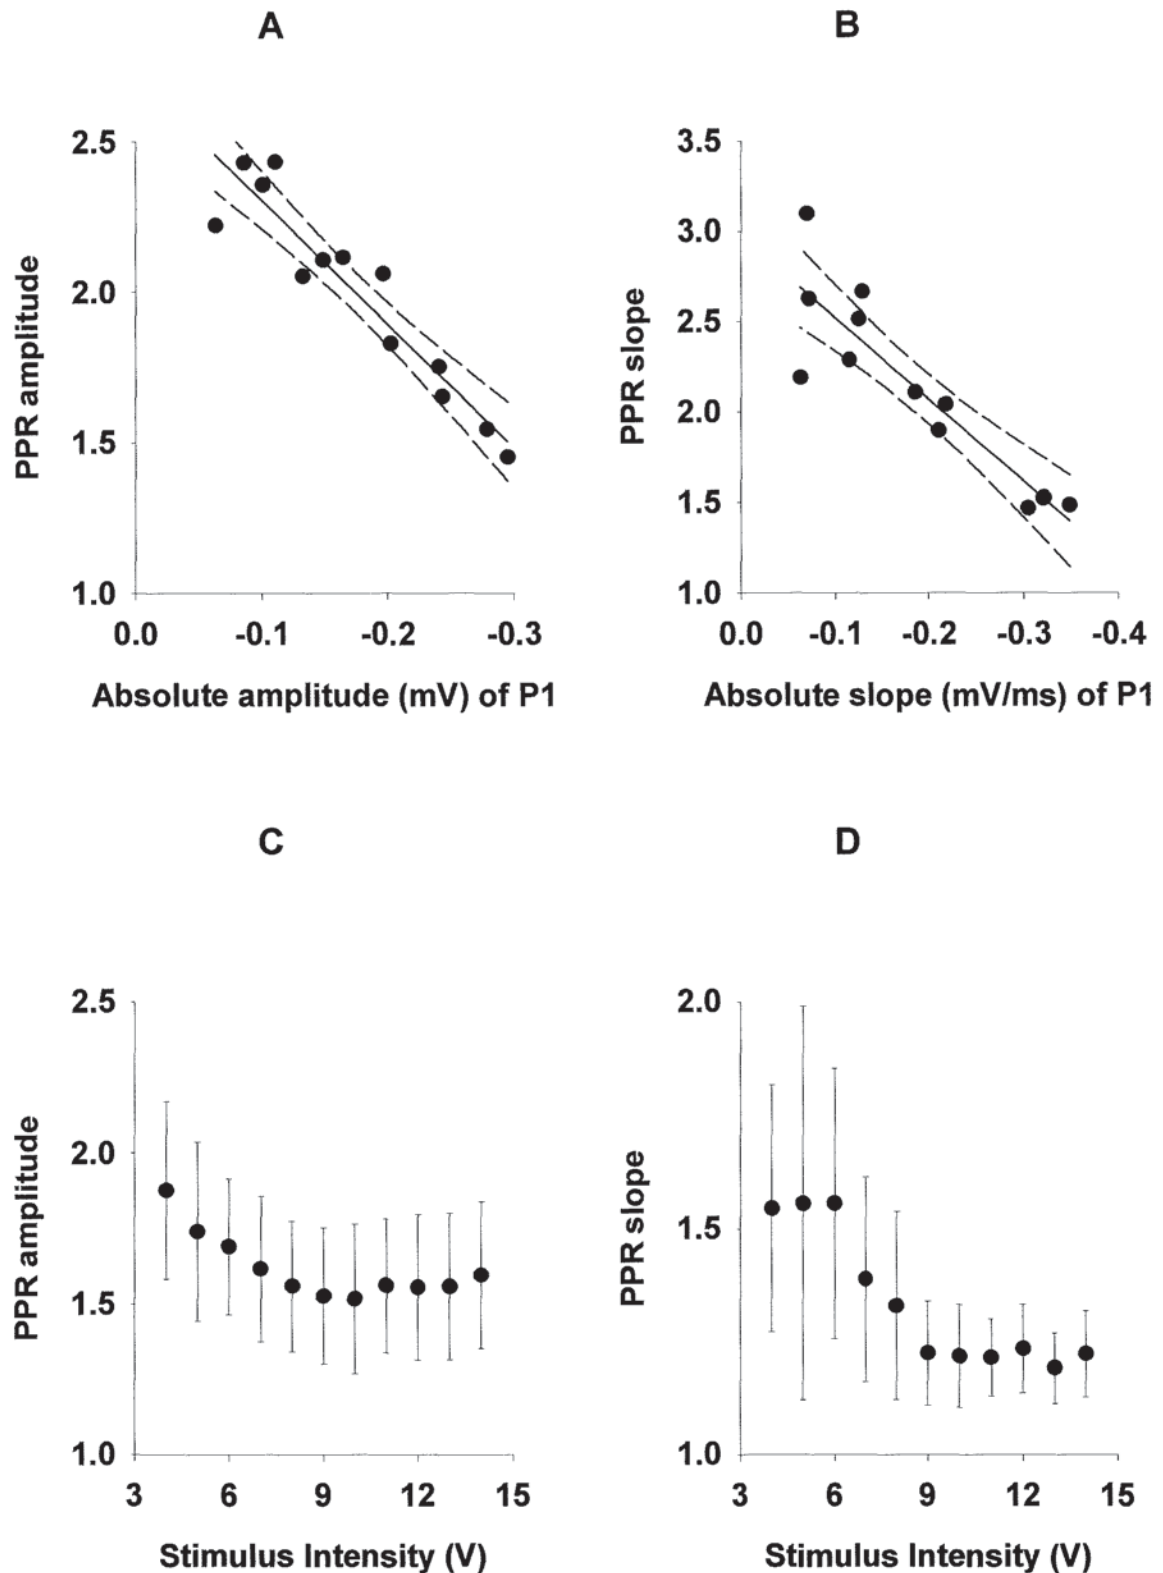 A
2.5
2.0
1.5
1.0
PPR amplitude
0.0 -0.1 -0.2 -0.3
Absolute amplitude (mV) of P1
B
3.5
3.0
2.5
2.0
1.5
1.0
PPR slope
0.0 -0.1 -0.2 -0.3 -0.4
Absolute slope (mV/ms) of P1
C
2.5
2.0
1.5
1.0
PPR amplitude
3 6 9 12 15
Stimulus Intensity (V)
D
2.0
1.5
1.0
PPR slope
3 6 9 12 15
Stimulus Intensity (V)